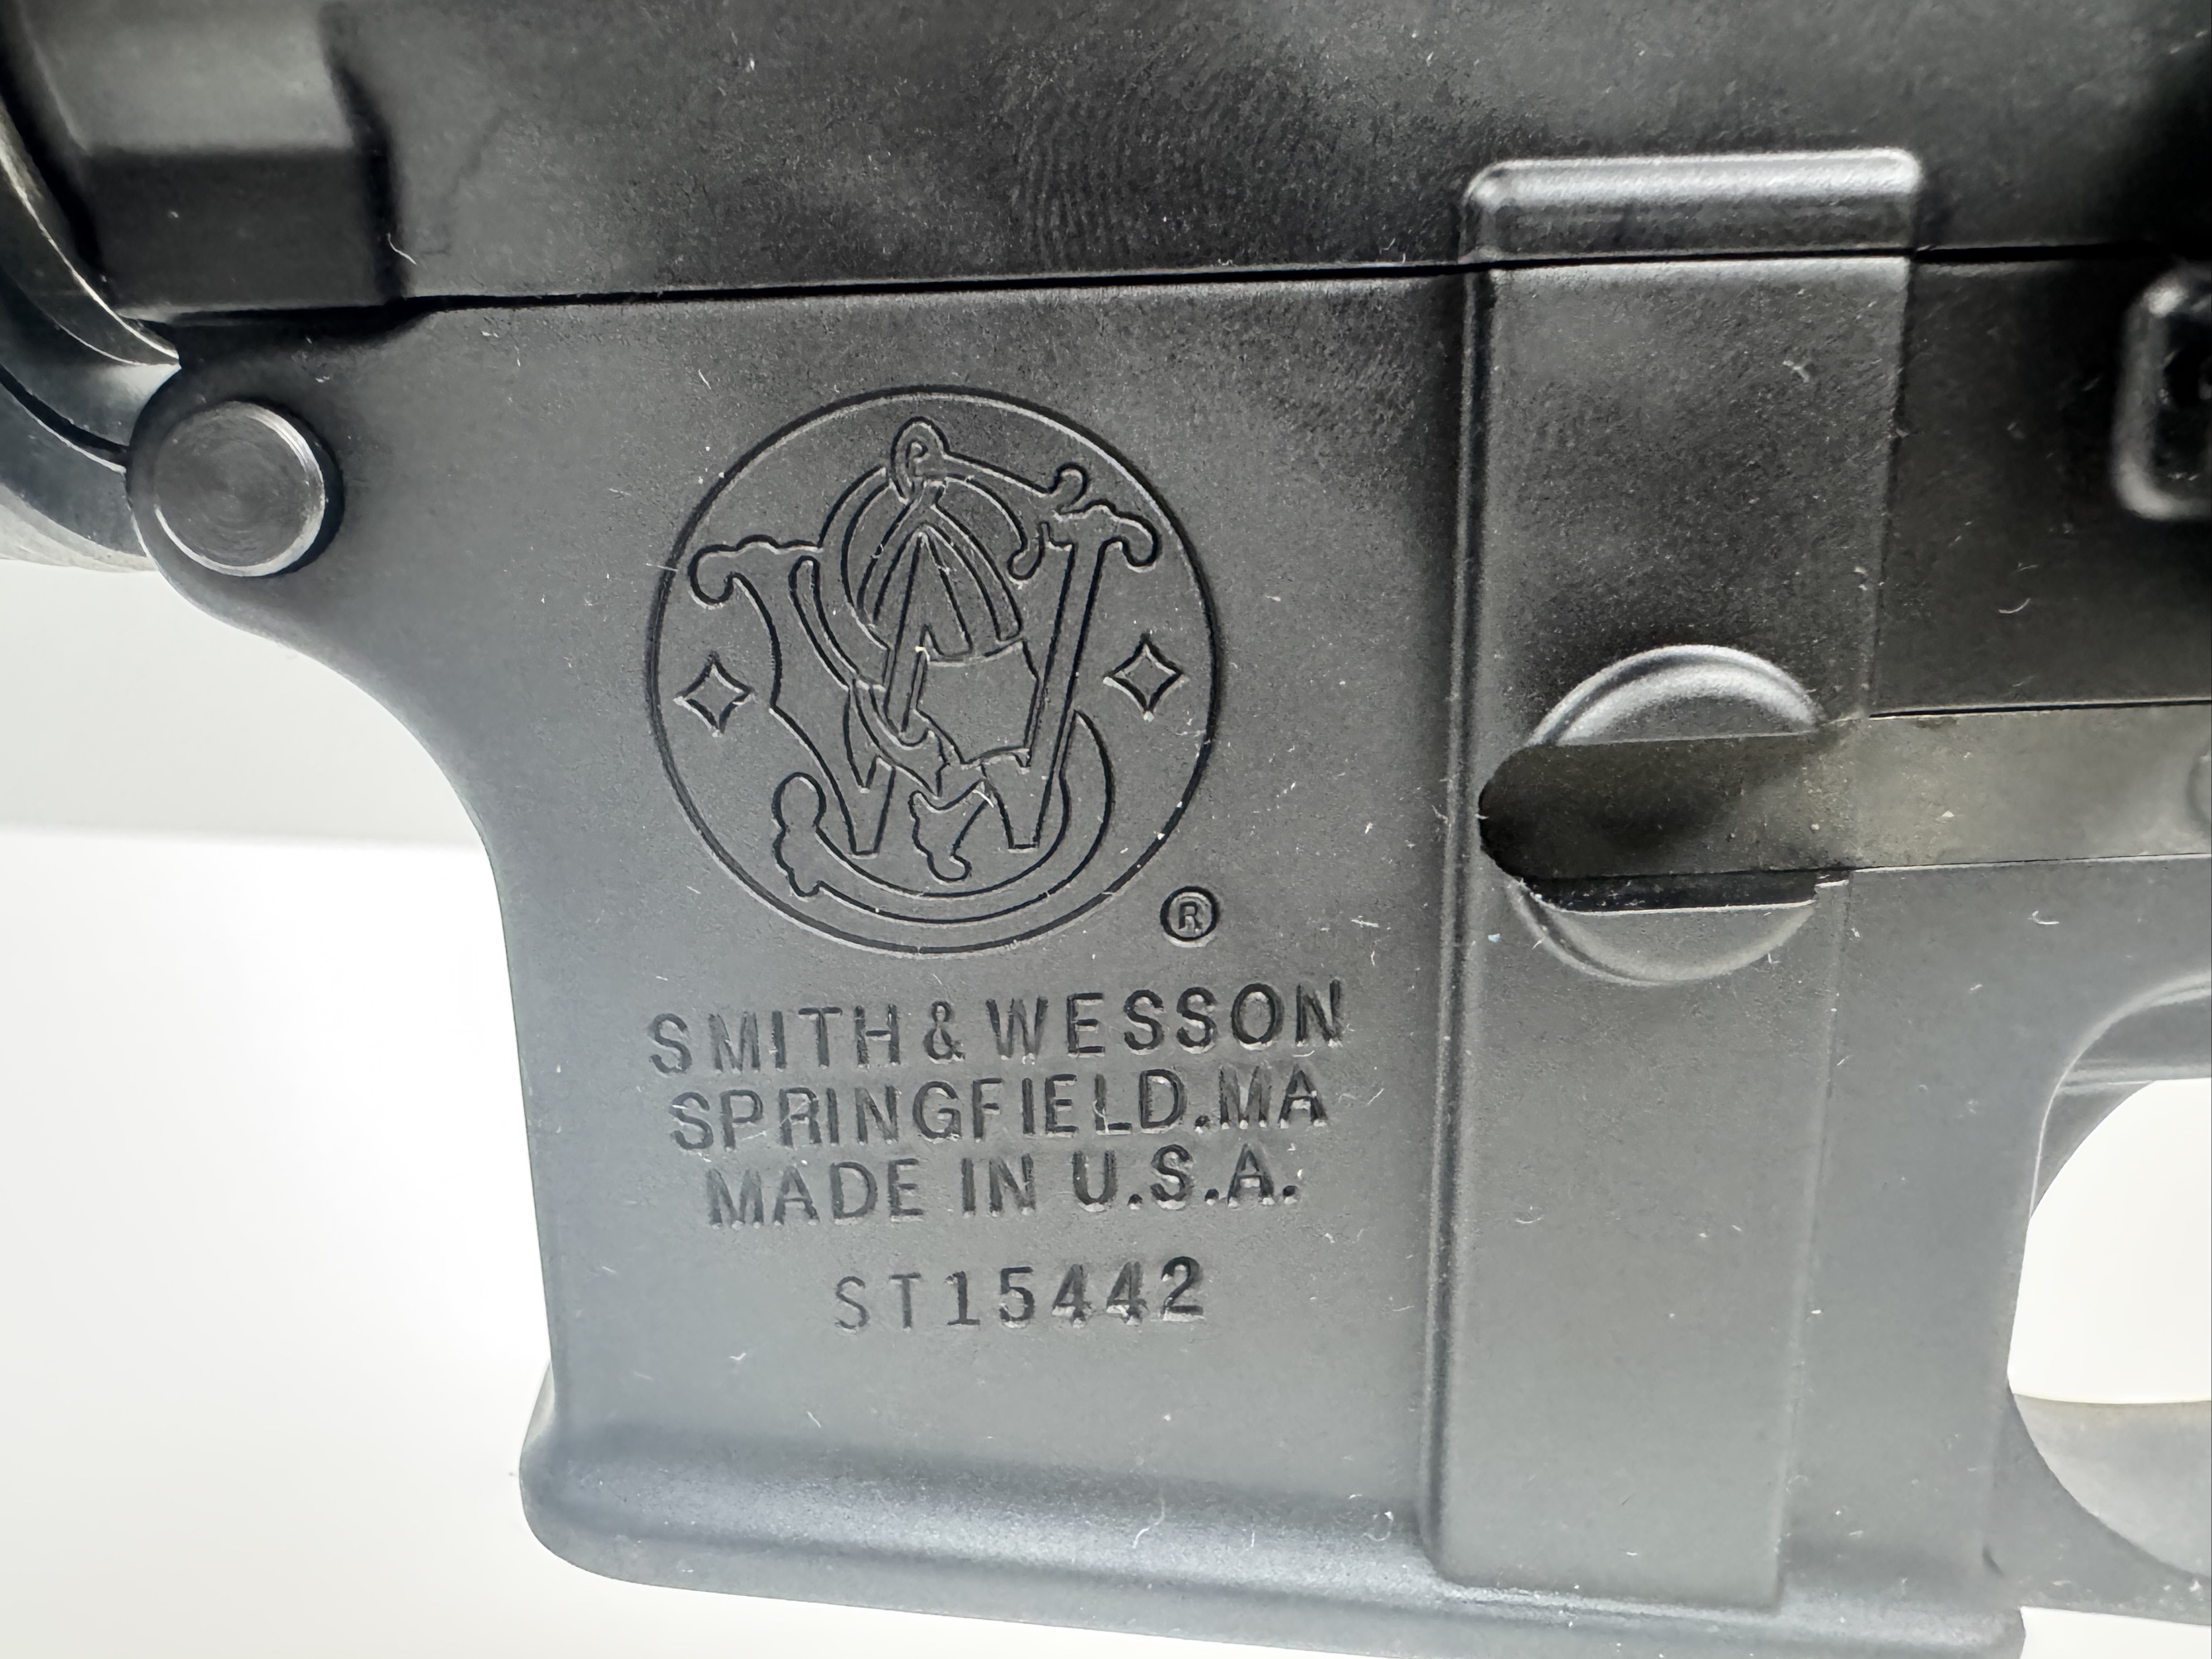 ®
SMITH & WESSON
SPRINGFIELD.MA
MADE IN U.S.A.
ST15442